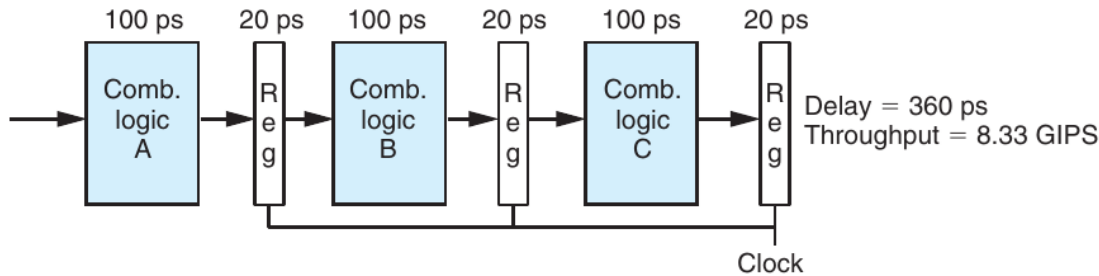 100 ps
20 ps
100 ps
20 ps
100 ps
20 ps
Comb.
logic
A
R
e
g
Comb.
logic
B
R
e
g
Comb.
logic
C
R
e
g
Delay = 360 ps
Throughput = 8.33 GIPS
Clock